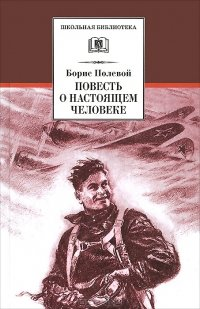 ШКОЛЬНАЯ БИБЛИОТЕКА
Борис Полевой
ПОВЕСТЬ
О НАСТОЯЩЕМ
ЧЕЛОВЕКЕ